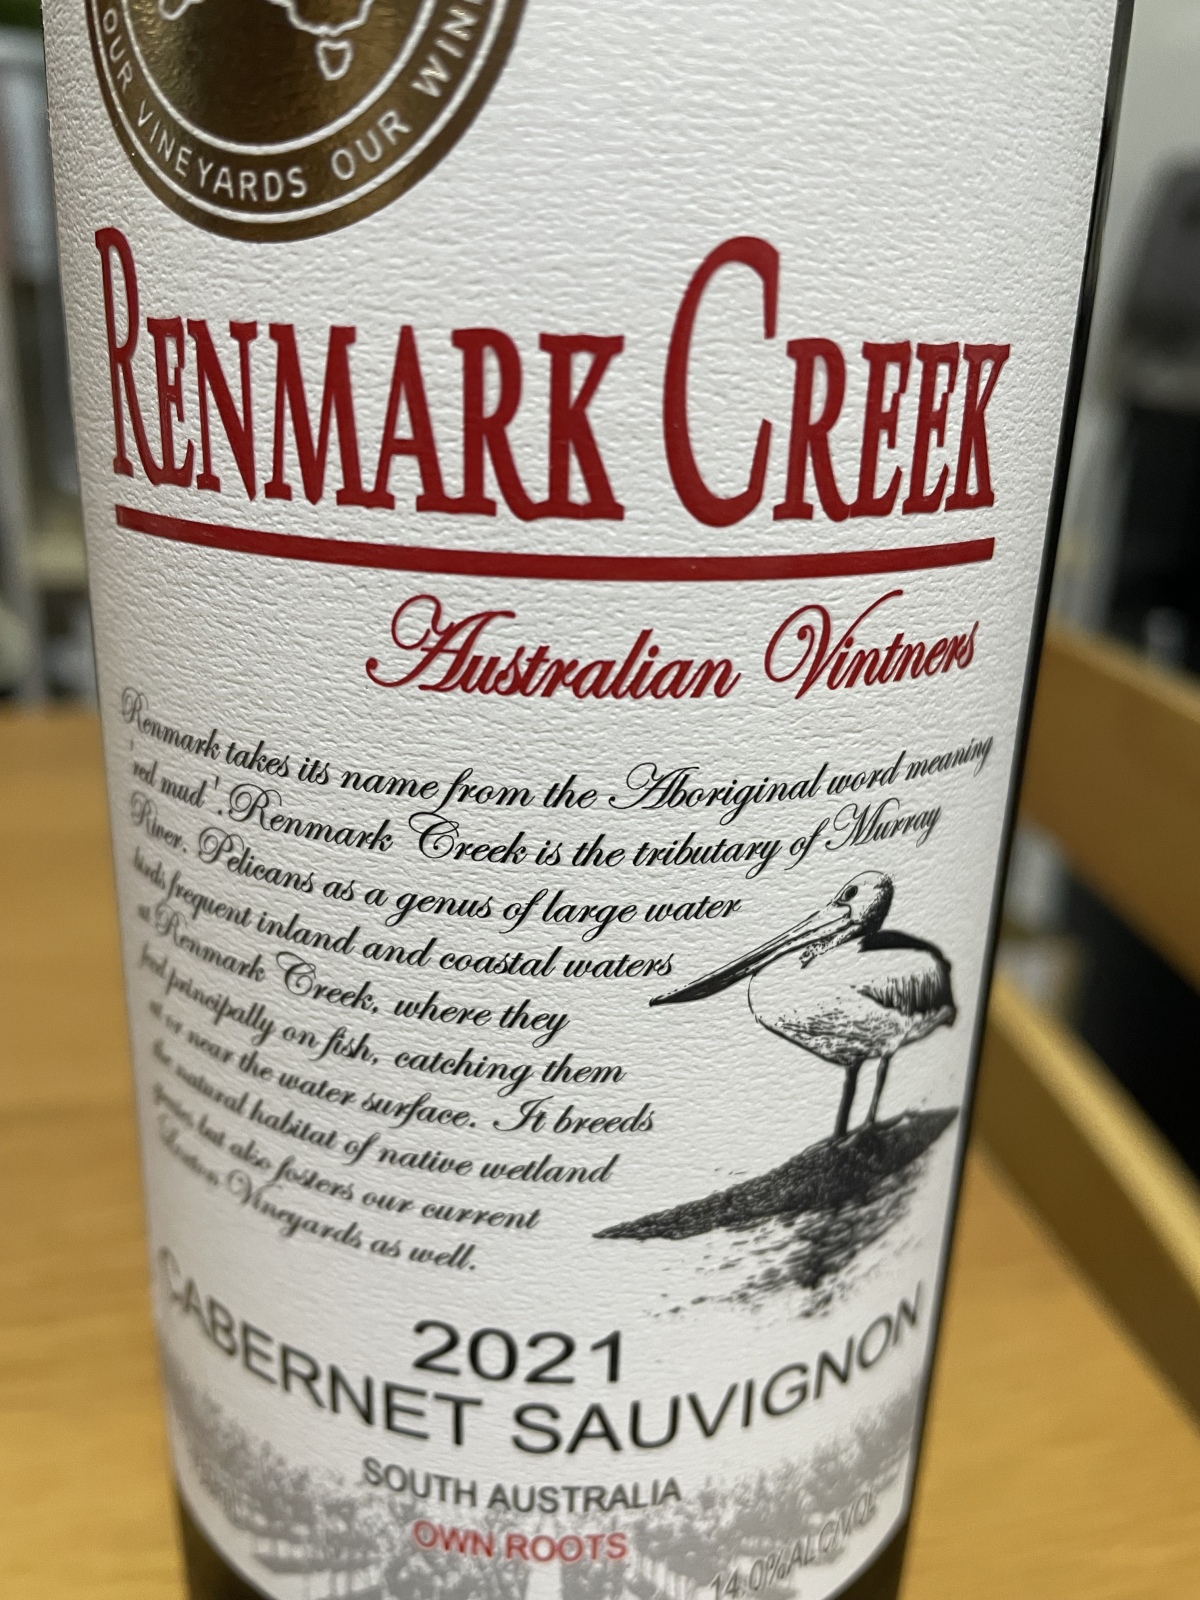 OUR VINEYARDS OUR WIN
RENMARK CREEK
Australian Vintners
Renmark takes its name from the Aboriginal word meaning
'red mud'. Renmark Creek is the tributary of Murray
River. Pelicans as a genus of large water
birds frequent inland and coastal waters
at Renmark Creek, where they
feed principally on fish, catching them
at or near the water surface. It breeds
the natural habitat of native wetland
species but also fosters our current
Vineyards as well.
2021
CABERNET SAUVIGNON
SOUTH AUSTRALIA
OWN ROOTS
14.0%ALC/VOL